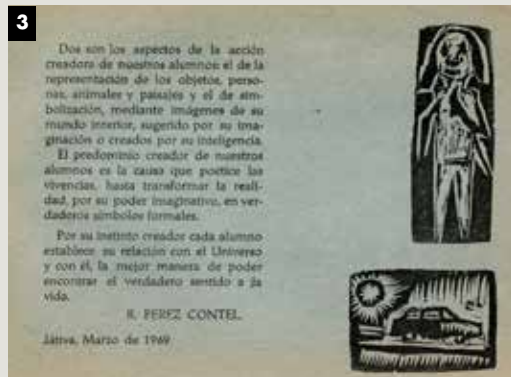 3
Dos son los aspectos de la acción
creadora de nuestros alumnos: el de la
representación de los objetos, perso-
nas, animales y paisajes y el de sim-
bolización, mediante imágenes de su
mundo interior, sugerido por su ima-
ginación o creados por su inteligencia.
El predominio creador de nuestros
alumnos es la causa que poetice las
vivencias, hasta transformar la reali-
dad, por su poder imaginativo, en ver-
daderos símbolos formales.
Por su instinto creador cada alumno
establece su relación con el Universo
y con él, la mejor manera de poder
encontrar el verdadero sentido a la
vida.
R. PEREZ CONTEL.
Játiva, Marzo de 1969